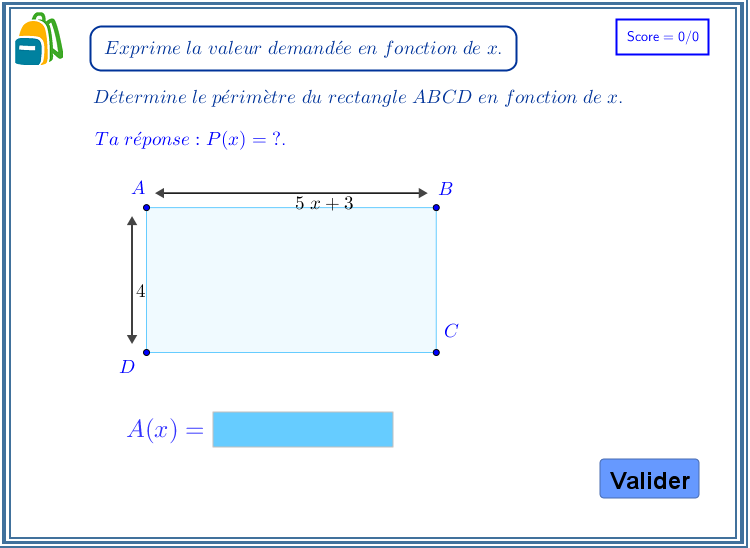 Exprime la valeur demandée en fonction de x.
Score = 0/0
Détermine le périmètre du rectangle ABCD en fonction de x.
Ta réponse : P(x) = ?.
A
B
5 x + 3
4
C
D
A(x) =
Valider